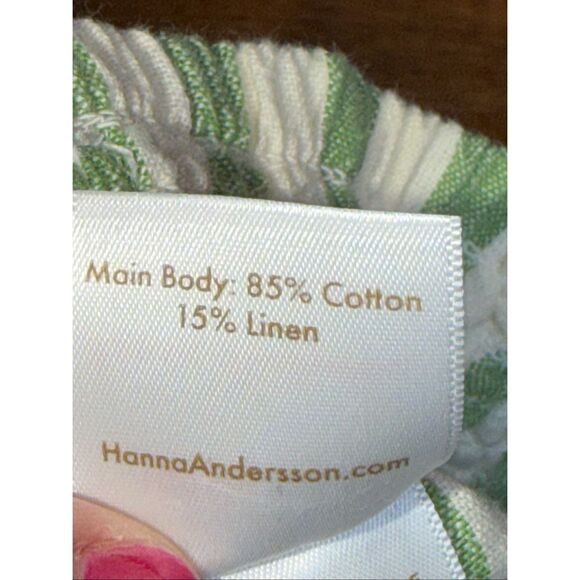 Main Body: 85% Cotton
15% Linen
HannaAndersson.com